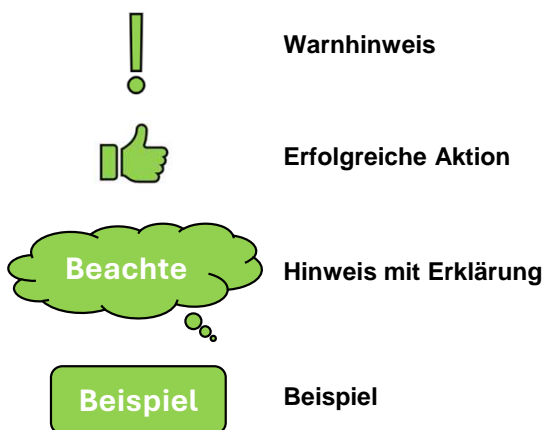 Warnhinweis
Erfolgreiche Aktion
Beachte
Hinweis mit Erklärung
Beispiel
Beispiel